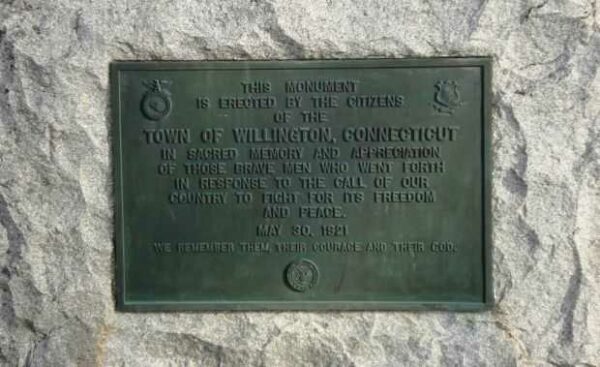 THIS MONUMENT
IS ERECTED BY THE CITIZENS
OF THE
TOWN OF WILLINGTON, CONNECTICUT
IN SACRED MEMORY AND APPRECIATION
OF THOSE BRAVE MEN WHO WENT FORTH
IN RESPONSE TO THE CALL OF OUR
COUNTRY TO FIGHT FOR ITS FREEDOM
AND PEACE.
MAY 30, 1921
WE REMEMBER THEM, THEIR COURAGE AND THEIR GOD.